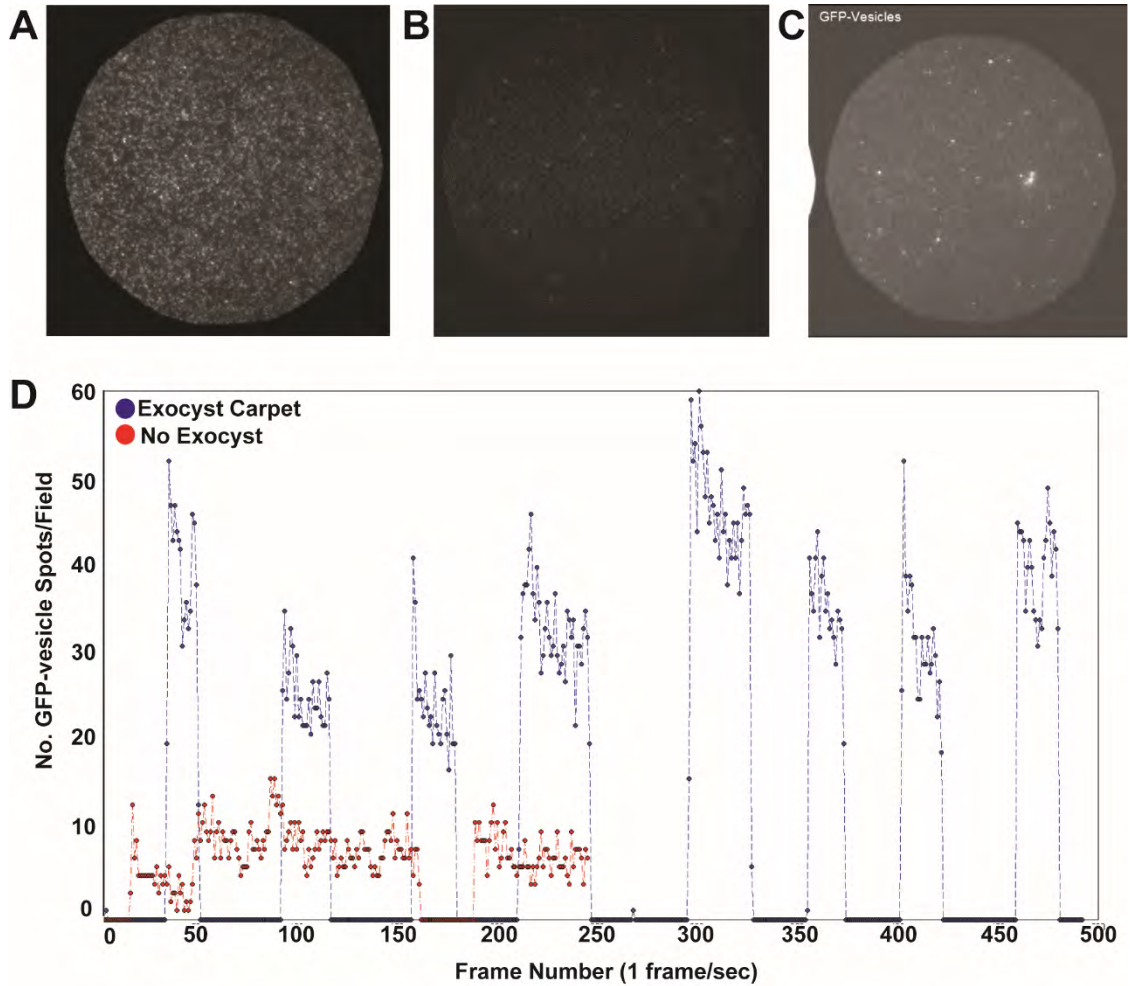 A
B
C
GFP-Vesicles
D
Exocyst Carpet
No Exocyst
No. GFP-vesicle Spots/Field
60
50
40
30
20
10
0
0 50 100 150 200 250 300 350 400 450 500
Frame Number (1 frame/sec)